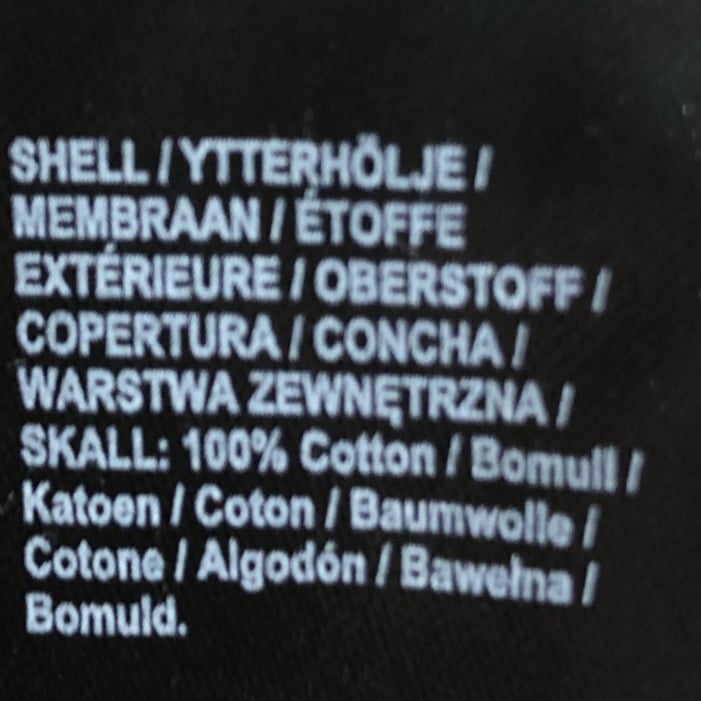 SHELL / YTTERHÖLJE /
MEMBRAAN / ÉTOFFE
EXTÉRIEURE / OBERSTOFF /
COPERTURA / CONCHA /
WARSTWA ZEWNĘTRZNA /
SKALL: 100% Cotton / Bomull /
Katoen / Coton / Baumwolle /
Cotone / Algodón / Bawełna /
Bomuld.